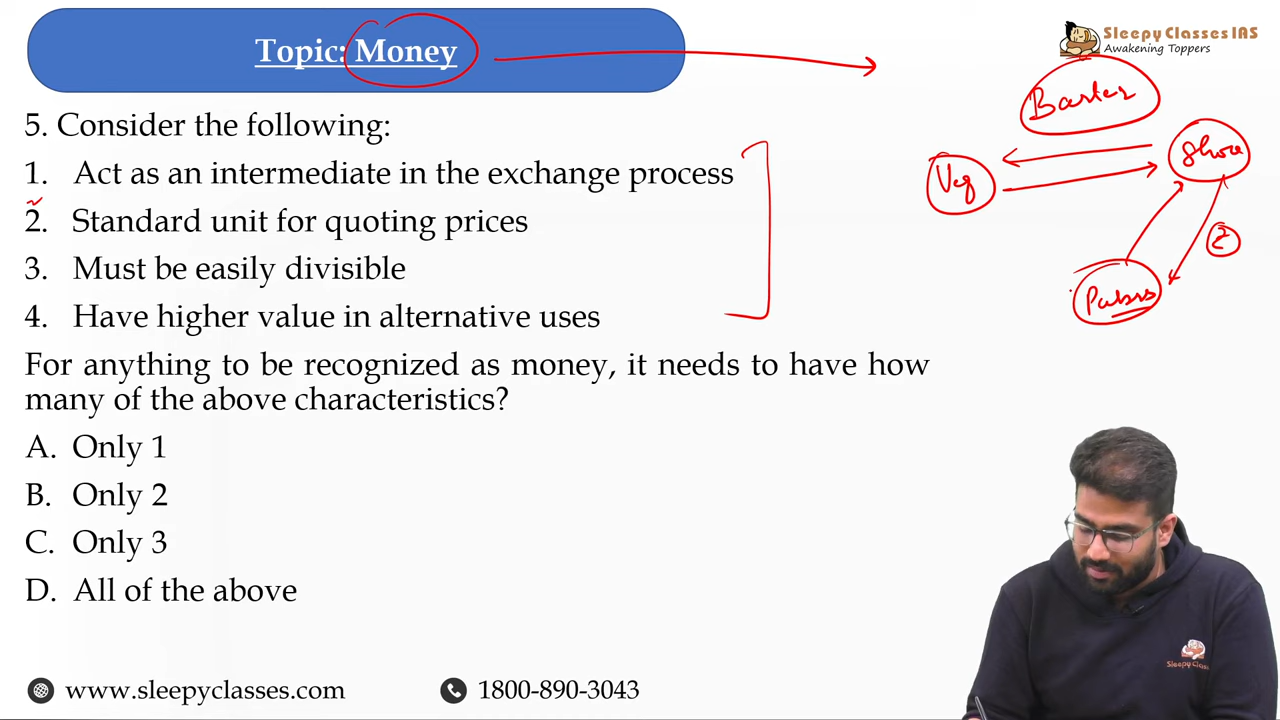 Topic: Money
Sleepy Classes IAS
Awakening Toppers
Barter
Veg
5. Consider the following:
1. Act as an intermediate in the exchange process
2. Standard unit for quoting prices
3. Must be easily divisible
4. Have higher value in alternative uses
For anything to be recognized as money, it needs to have how
many of the above characteristics?
A. Only 1
B. Only 2
C. Only 3
D. All of the above
Sleepy Classes
www.sleepyclasses.com
1800-890-3043